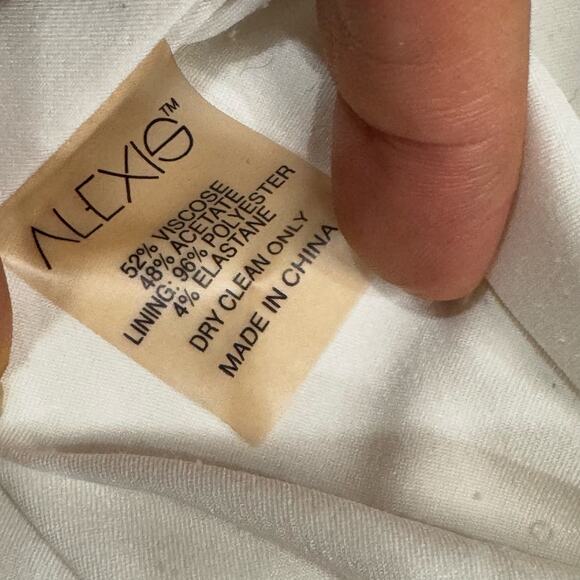 ALEXIS™
52% VISCOSE
48% ACETATE
LINING: 96% POLYESTER
4% ELASTANE
DRY CLEAN ONLY
MADE IN CHINA